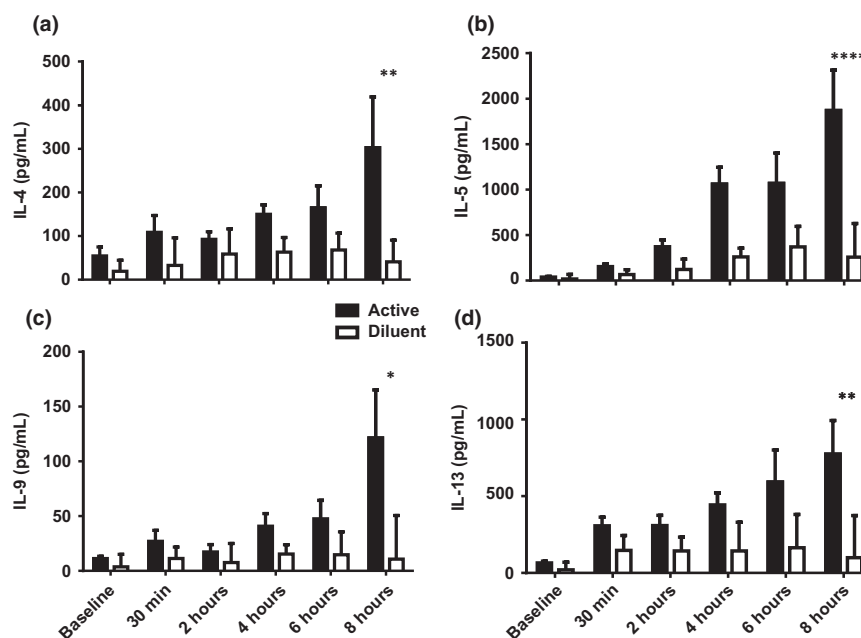 (a)
**
500
400
300
200
100
0
IL-4 (pg/mL)
(b)
****
2500
2000
1500
1000
500
0
IL-5 (pg/mL)
Active
Diluent
(c)
*
200
150
100
50
0
IL-9 (pg/mL)
Baseline
30 min
2 hours
4 hours
6 hours
8 hours
(d)
**
1500
1000
500
0
IL-13 (pg/mL)
Baseline
30 min
2 hours
4 hours
6 hours
8 hours